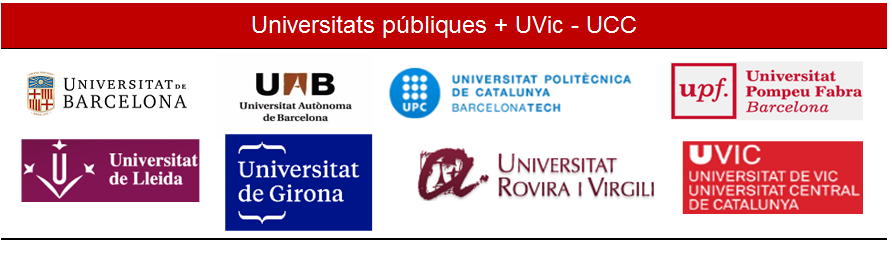 Universitats públiques + UVic - UCC
UNIVERSITAT DE
BARCELONA
UAB
Universitat Autònoma
de Barcelona
UPC
UNIVERSITAT POLITÈCNICA
DE CATALUNYA
BARCELONATECH
upf.
Universitat
Pompeu Fabra
Barcelona
Universitat
de Lleida
Universitat
de Girona
UNIVERSITAT
ROVIRA I VIRGILI
UVIC
UNIVERSITAT DE VIC
UNIVERSITAT CENTRAL
DE CATALUNYA